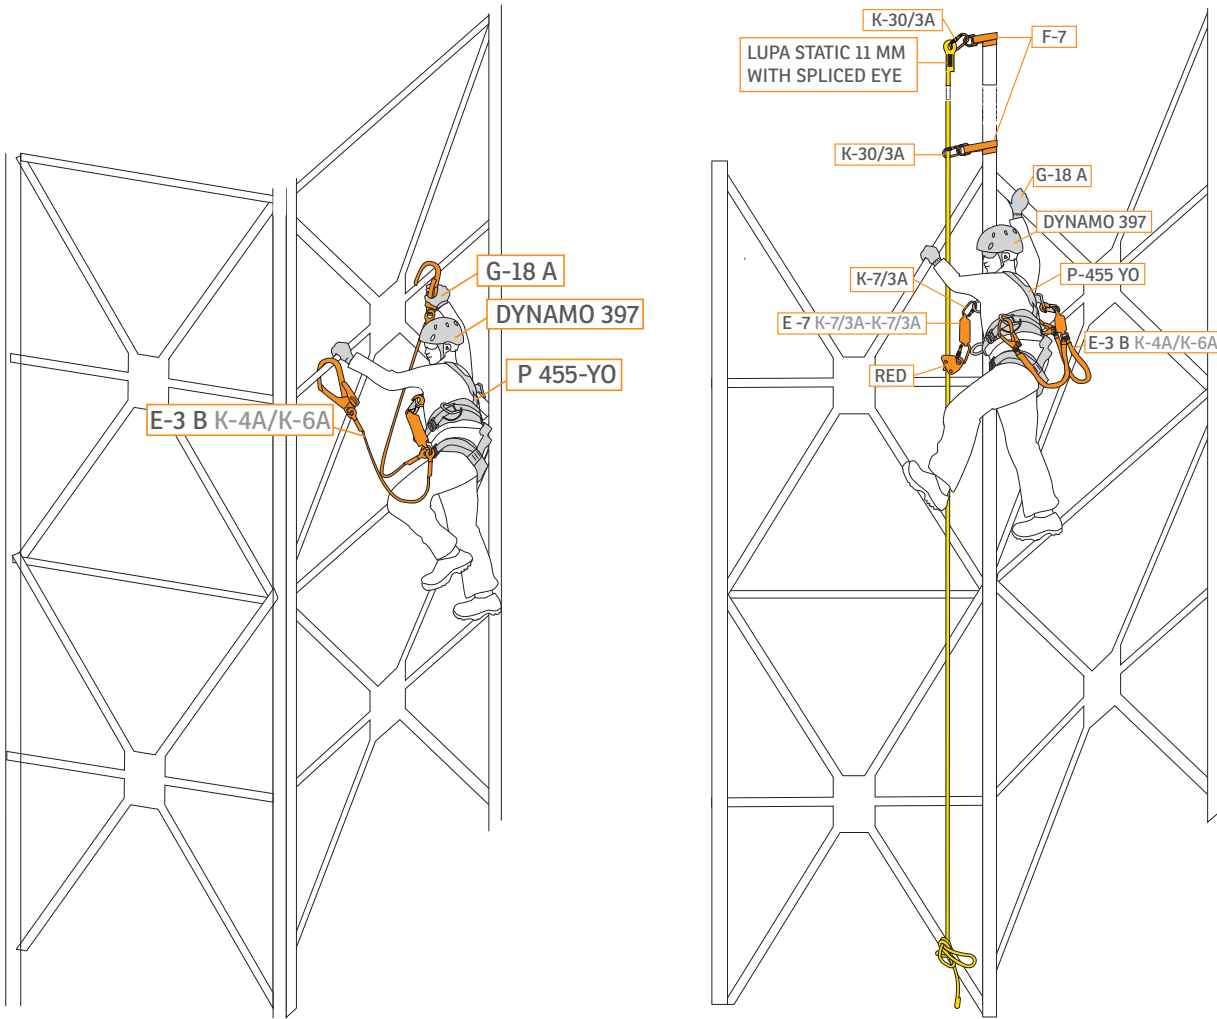 G-18 A
DYNAMO 397
P 455-YO
E-3 B K-4A/K-6A
K-30/3A
F-7
LUPA STATIC 11 MM
WITH SPLICED EYE
K-30/3A
G-18 A
DYNAMO 397
P-455 YO
K-7/3A
E -7 K-7/3A-K-7/3A
E-3 B K-4A/K-6A
RED